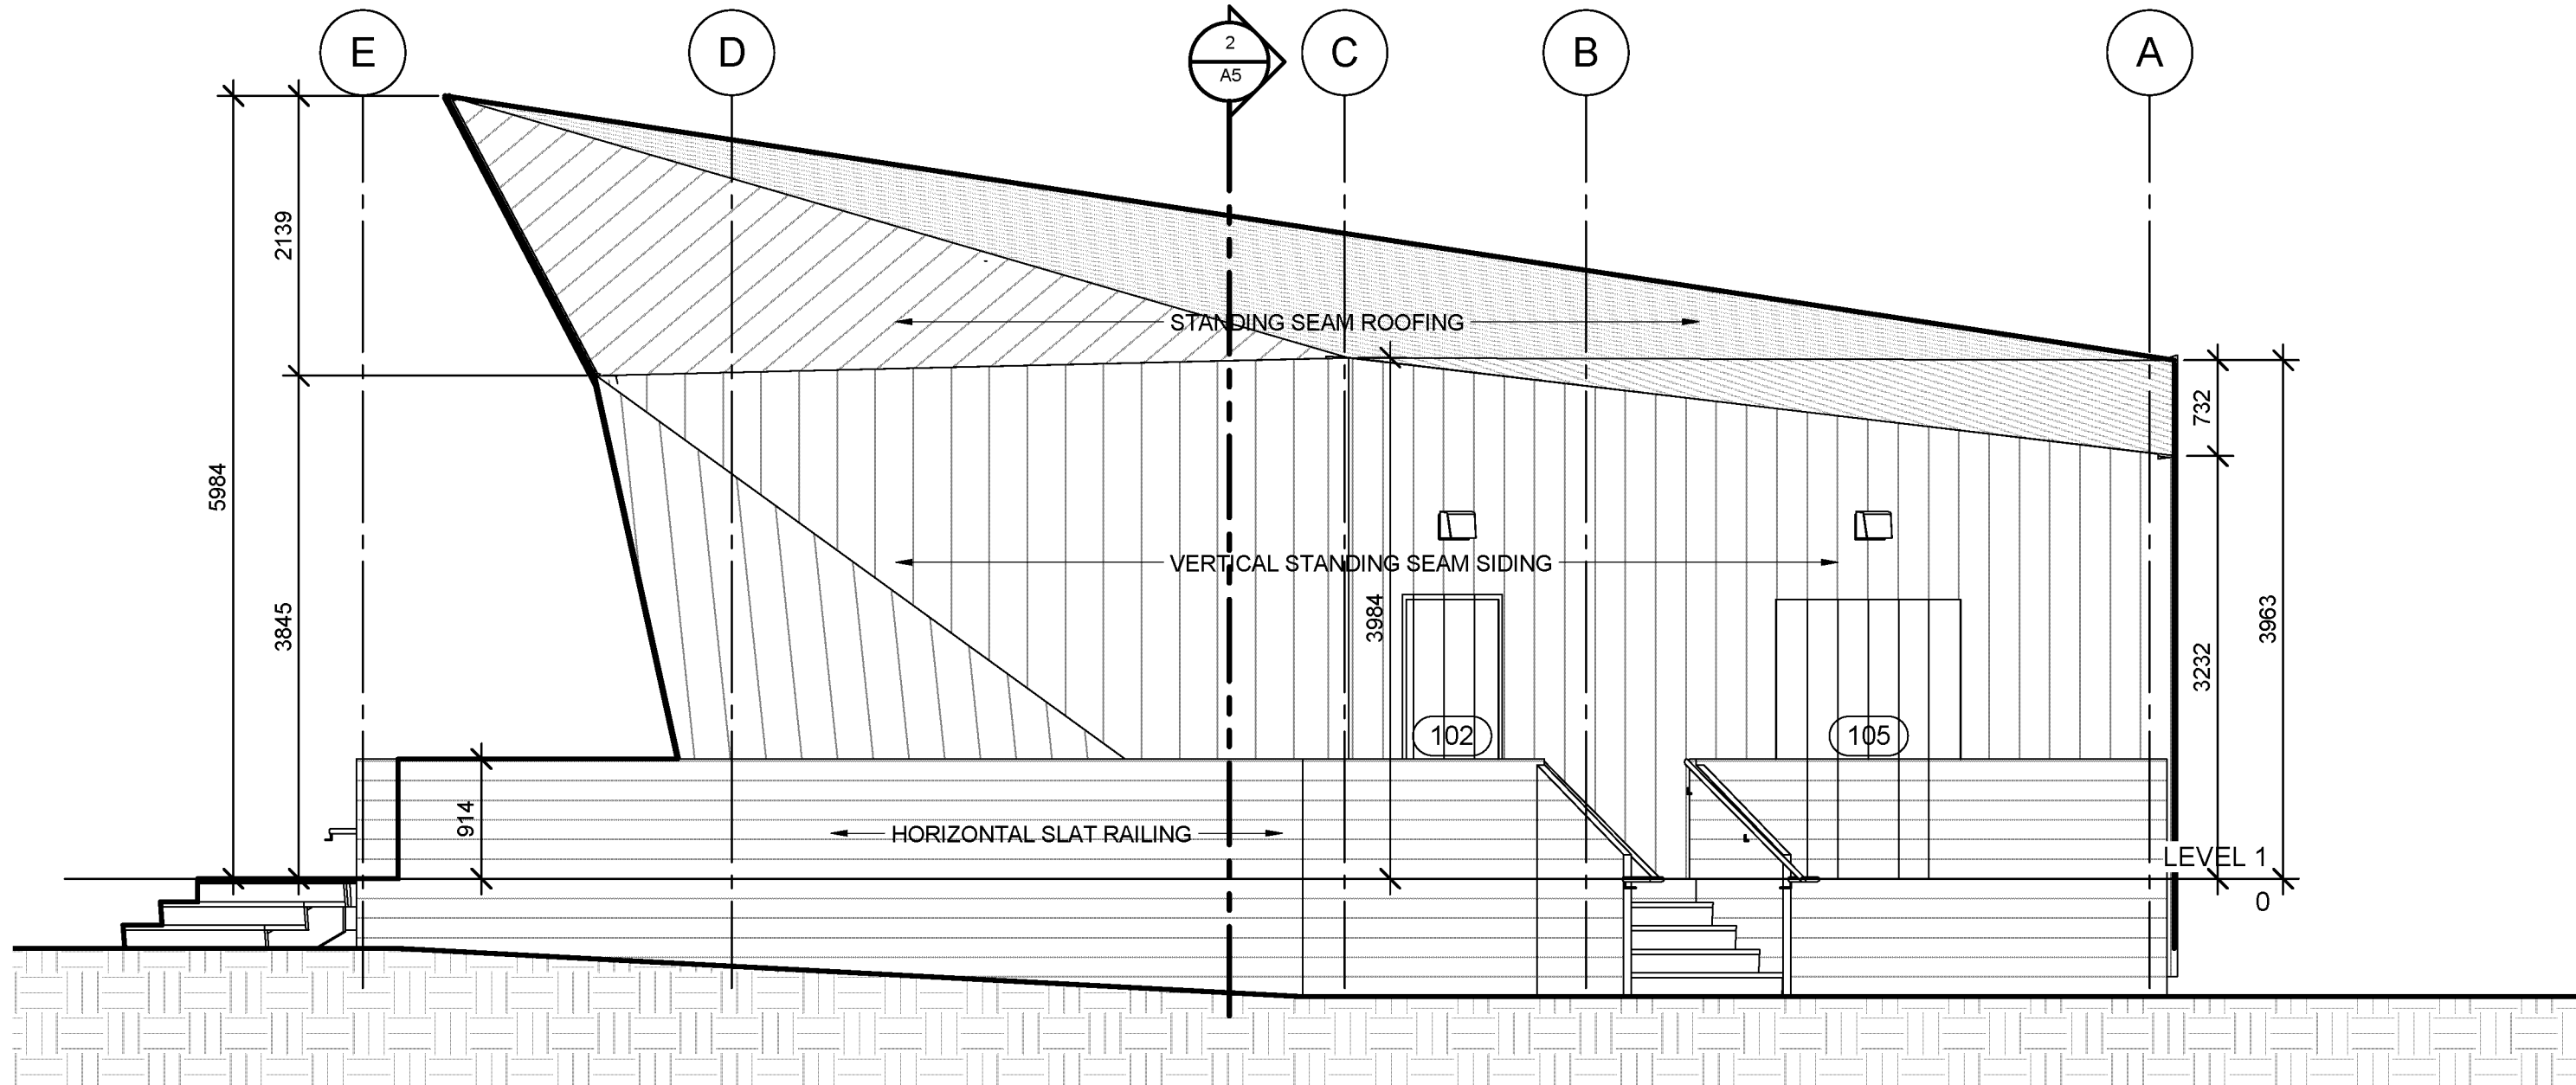 E
D
2
A5
C
B
A
2139
5984
3845
914
STANDING SEAM ROOFING
VERTICAL STANDING SEAM SIDING
3984
102
105
HORIZONTAL SLAT RAILING
732
3232
3963
LEVEL 1
0